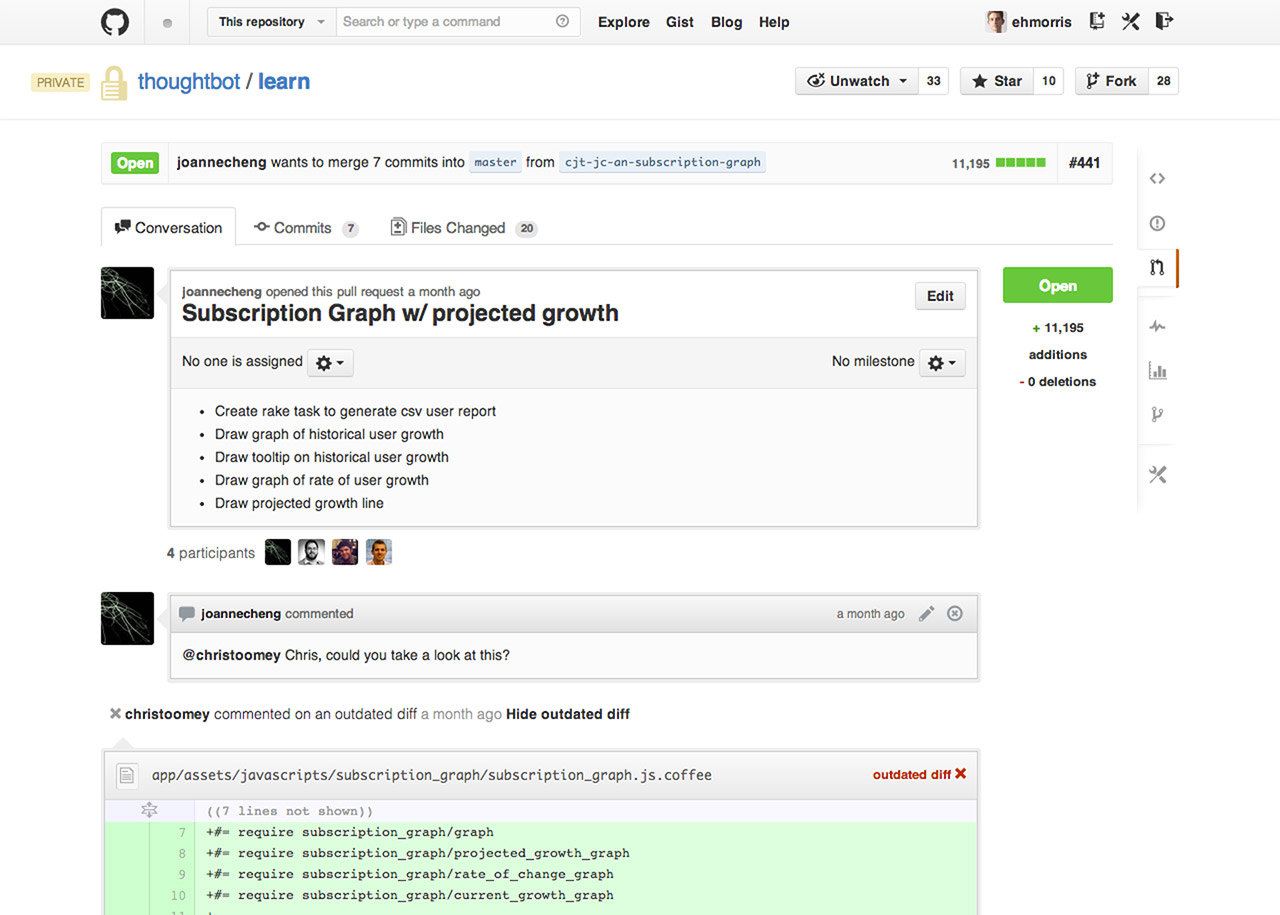 This repository Search or type a command Explore Gist Blog Help ehmorris
PRIVATE thoughtbot / learn Unwatch 33 Star 10 Fork 28
Open joannecheng wants to merge 7 commits into master from cjt-jc-an-subscription-graph 11,195 #441
Conversation Commits 7 Files Changed 20
joannecheng opened this pull request a month ago
Subscription Graph w/ projected growth
Edit
Open
+ 11,195
additions
- 0 deletions
No one is assigned No milestone
• Create rake task to generate csv user report
• Draw graph of historical user growth
• Draw tooltip on historical user growth
• Draw graph of rate of user growth
• Draw projected growth line
4 participants
joannecheng commented a month ago
@christoomey Chris, could you take a look at this?
christoomey commented on an outdated diff a month ago Hide outdated diff
app/assets/javascripts/subscription_graph/subscription_graph.js.coffee outdated diff
((7 lines not shown))
7 +#= require subscription_graph/graph
8 +#= require subscription_graph/projected_growth_graph
9 +#= require subscription_graph/rate_of_change_graph
10 +#= require subscription_graph/current_growth_graph